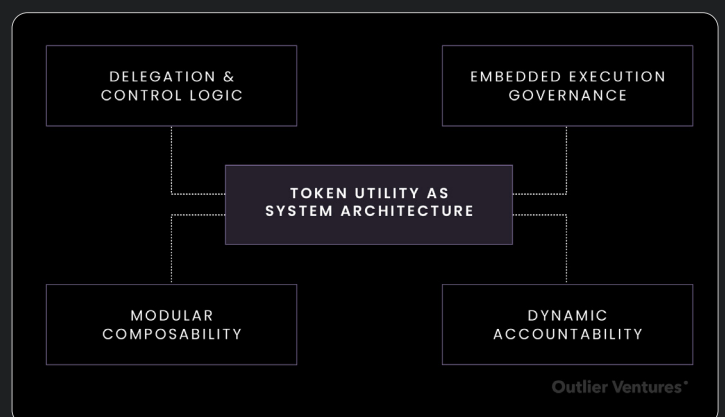 DELEGATION &
CONTROL LOGIC
EMBEDDED EXECUTION
GOVERNANCE
TOKEN UTILITY AS
SYSTEM ARCHITECTURE
MODULAR
COMPOSABILITY
DYNAMIC
ACCOUNTABILITY
Outlier Ventures